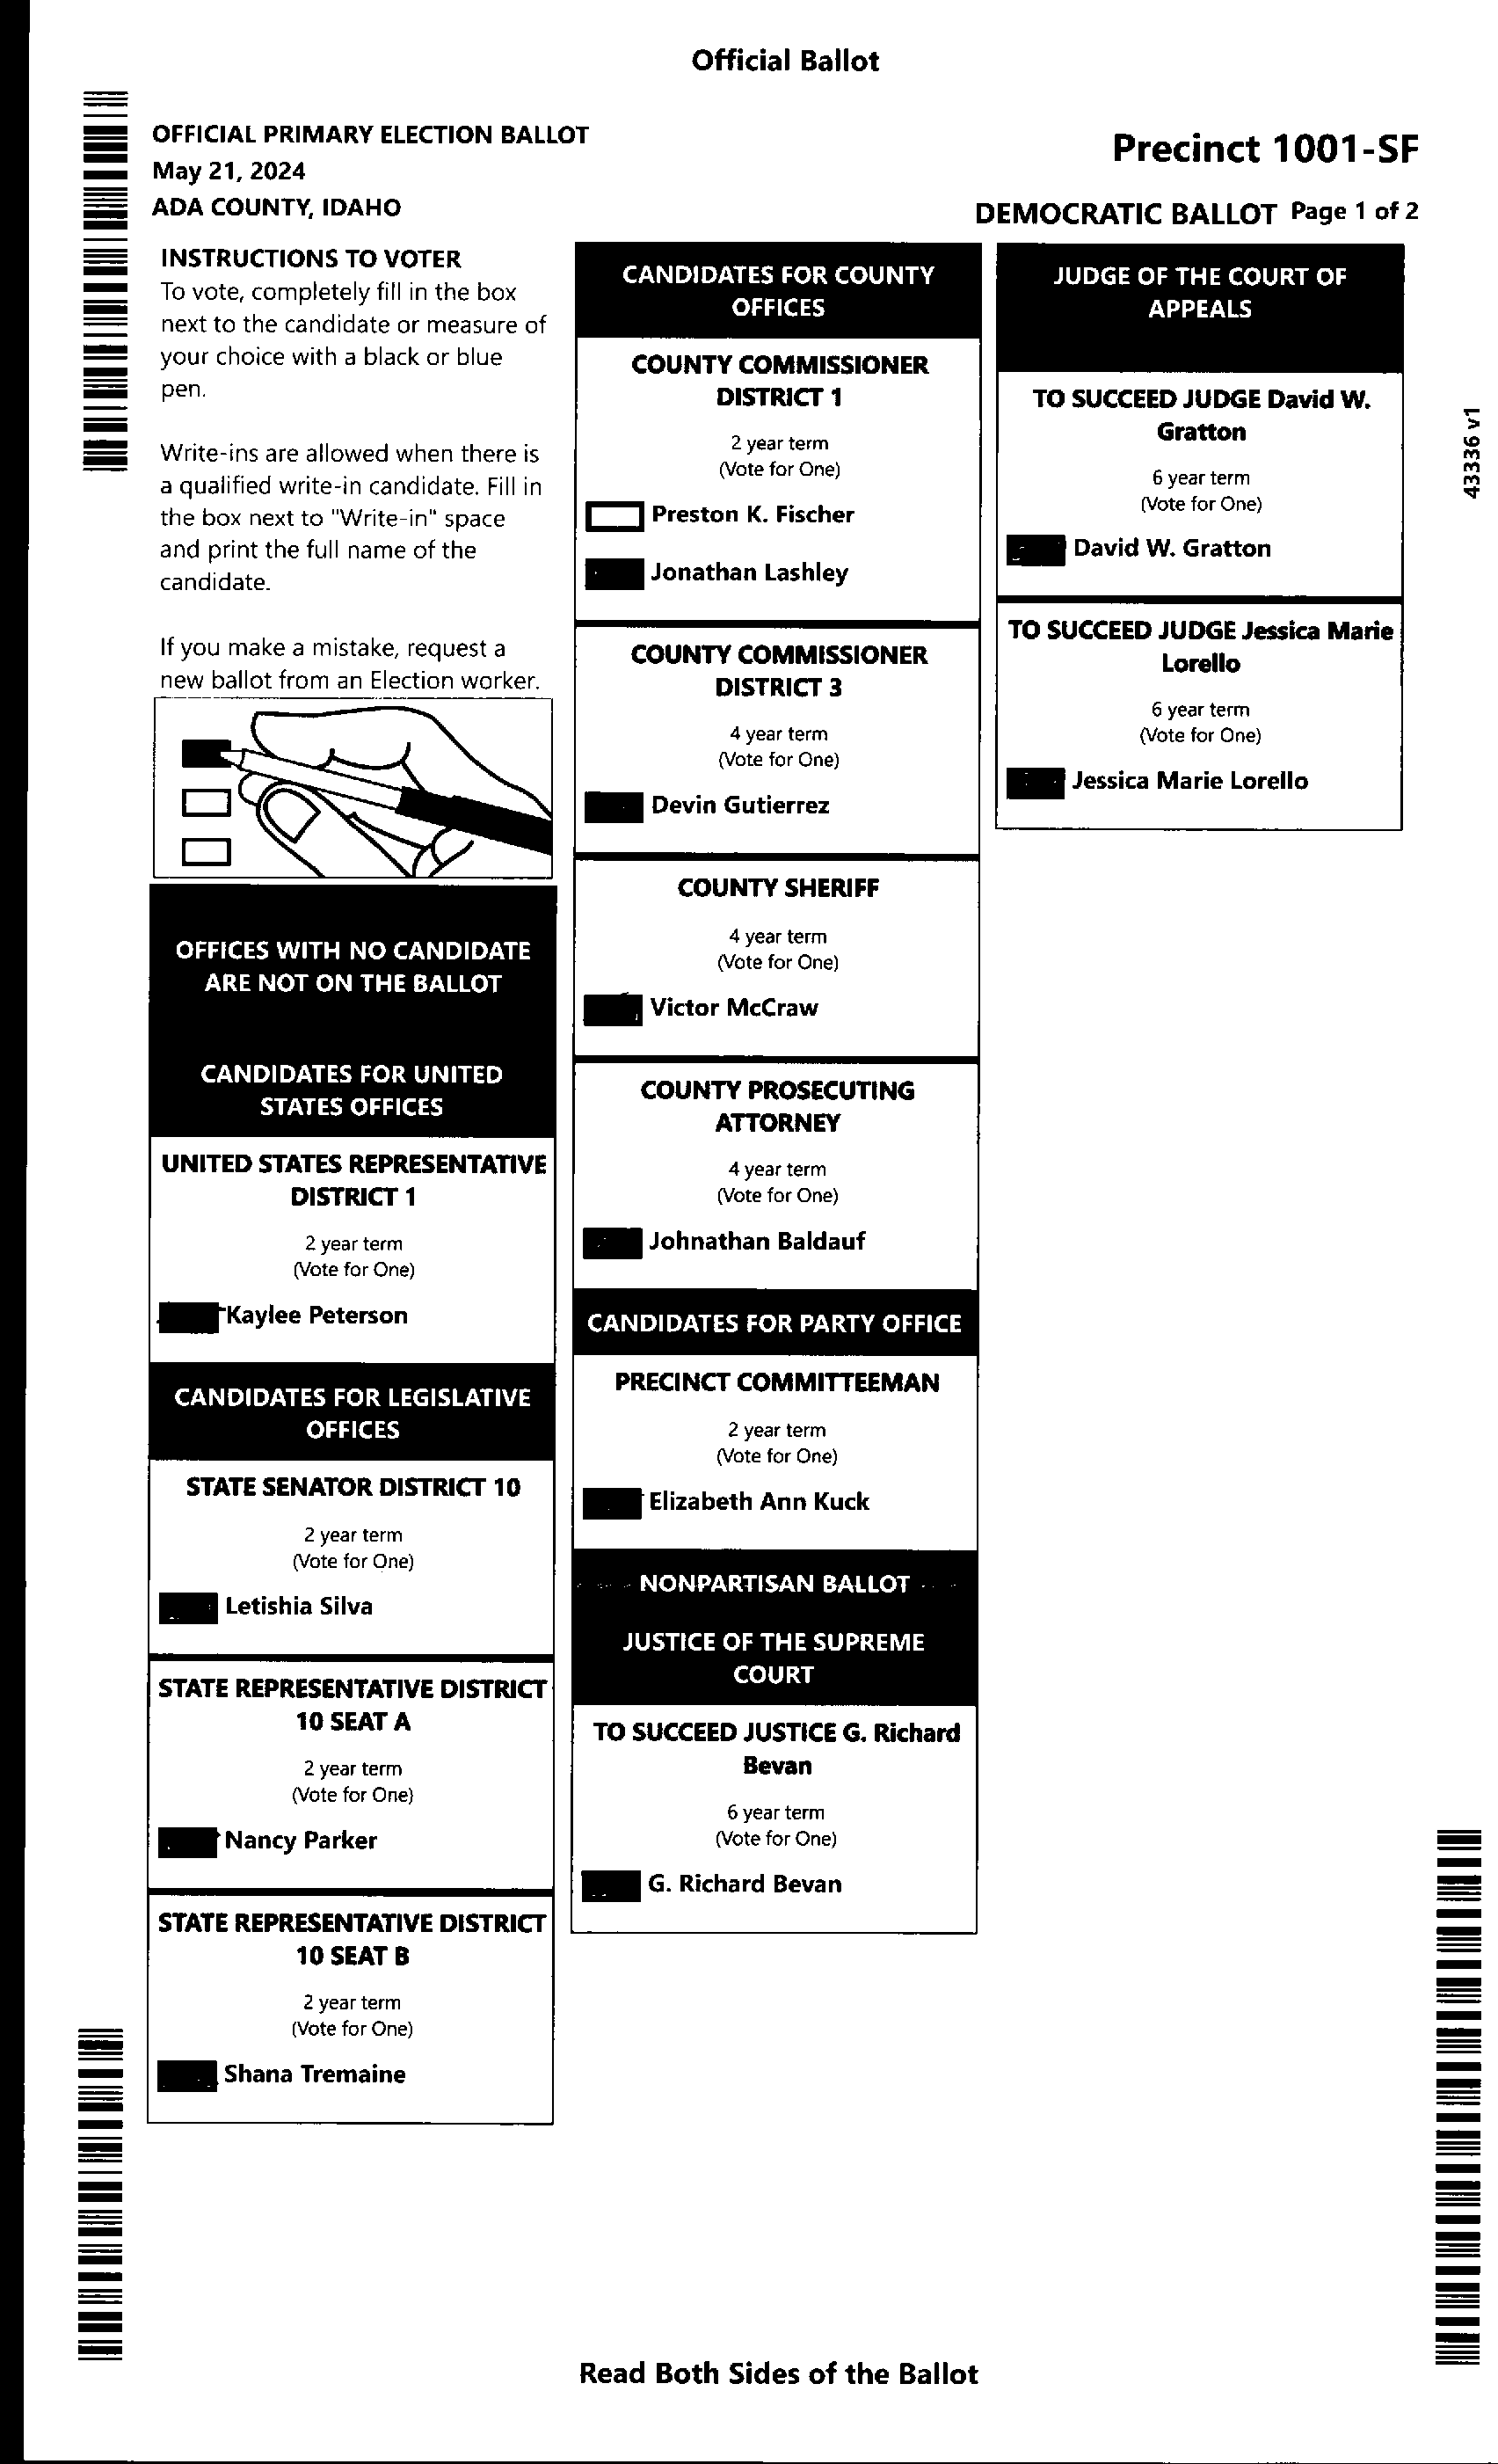 Official Ballot
OFFICIAL PRIMARY ELECTION BALLOT
May 21, 2024
ADA COUNTY, IDAHO
Precinct 1001-SF
DEMOCRATIC BALLOT Page 1 of 2
INSTRUCTIONS TO VOTER
To vote, completely fill in the box
next to the candidate or measure of
your choice with a black or blue
pen.
Write-ins are allowed when there is
a qualified write-in candidate. Fill in
the box next to "Write-in" space
and print the full name of the
candidate.
If you make a mistake, request a
new ballot from an Election worker.
OFFICES WITH NO CANDIDATE
ARE NOT ON THE BALLOT
CANDIDATES FOR UNITED
STATES OFFICES
UNITED STATES REPRESENTATIVE
DISTRICT 1
2 year term
(Vote for One)
Kaylee Peterson
CANDIDATES FOR LEGISLATIVE
OFFICES
STATE SENATOR DISTRICT 10
2 year term
(Vote for One)
Letishia Silva
STATE REPRESENTATIVE DISTRICT
10 SEAT A
2 year term
(Vote for One)
Nancy Parker
STATE REPRESENTATIVE DISTRICT
10 SEAT B
2 year term
(Vote for One)
Shana Tremaine
CANDIDATES FOR COUNTY
OFFICES
COUNTY COMMISSIONER
DISTRICT 1
2 year term
(Vote for One)
Preston K. Fischer
Jonathan Lashley
COUNTY COMMISSIONER
DISTRICT 3
4 year term
(Vote for One)
Devin Gutierrez
COUNTY SHERIFF
4 year term
(Vote for One)
Victor McCraw
COUNTY PROSECUTING
ATTORNEY
4 year term
(Vote for One)
Johnathan Baldauf
CANDIDATES FOR PARTY OFFICE
PRECINCT COMMITTEEMAN
2 year term
(Vote for One)
Elizabeth Ann Kuck
NONPARTISAN BALLOT
JUSTICE OF THE SUPREME
COURT
TO SUCCEED JUSTICE G. Richard
Bevan
6 year term
(Vote for One)
G. Richard Bevan
JUDGE OF THE COURT OF
APPEALS
TO SUCCEED JUDGE David W.
Gratton
6 year term
(Vote for One)
David W. Gratton
TO SUCCEED JUDGE Jessica Marie
Lorello
6 year term
(Vote for One)
Jessica Marie Lorello
43336 v1
Read Both Sides of the Ballot